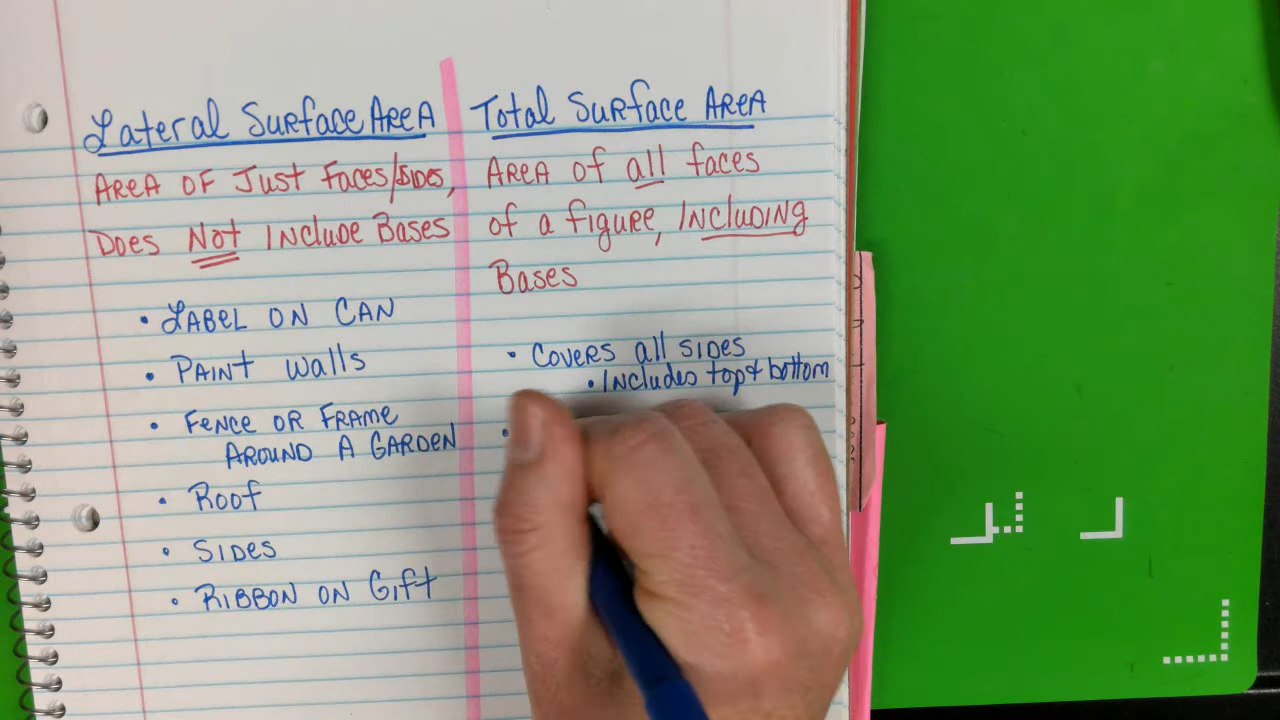 Lateral Surface Area
Area of Just Faces/Sides,
Does Not Include Bases
• Label on Can
• Paint Walls
• Fence or Frame
Around a Garden
• Roof
• Sides
• Ribbon on Gift
Total Surface Area
Area of all faces
of a figure, Including
Bases
• Covers all sides
• Includes top & bottom
•